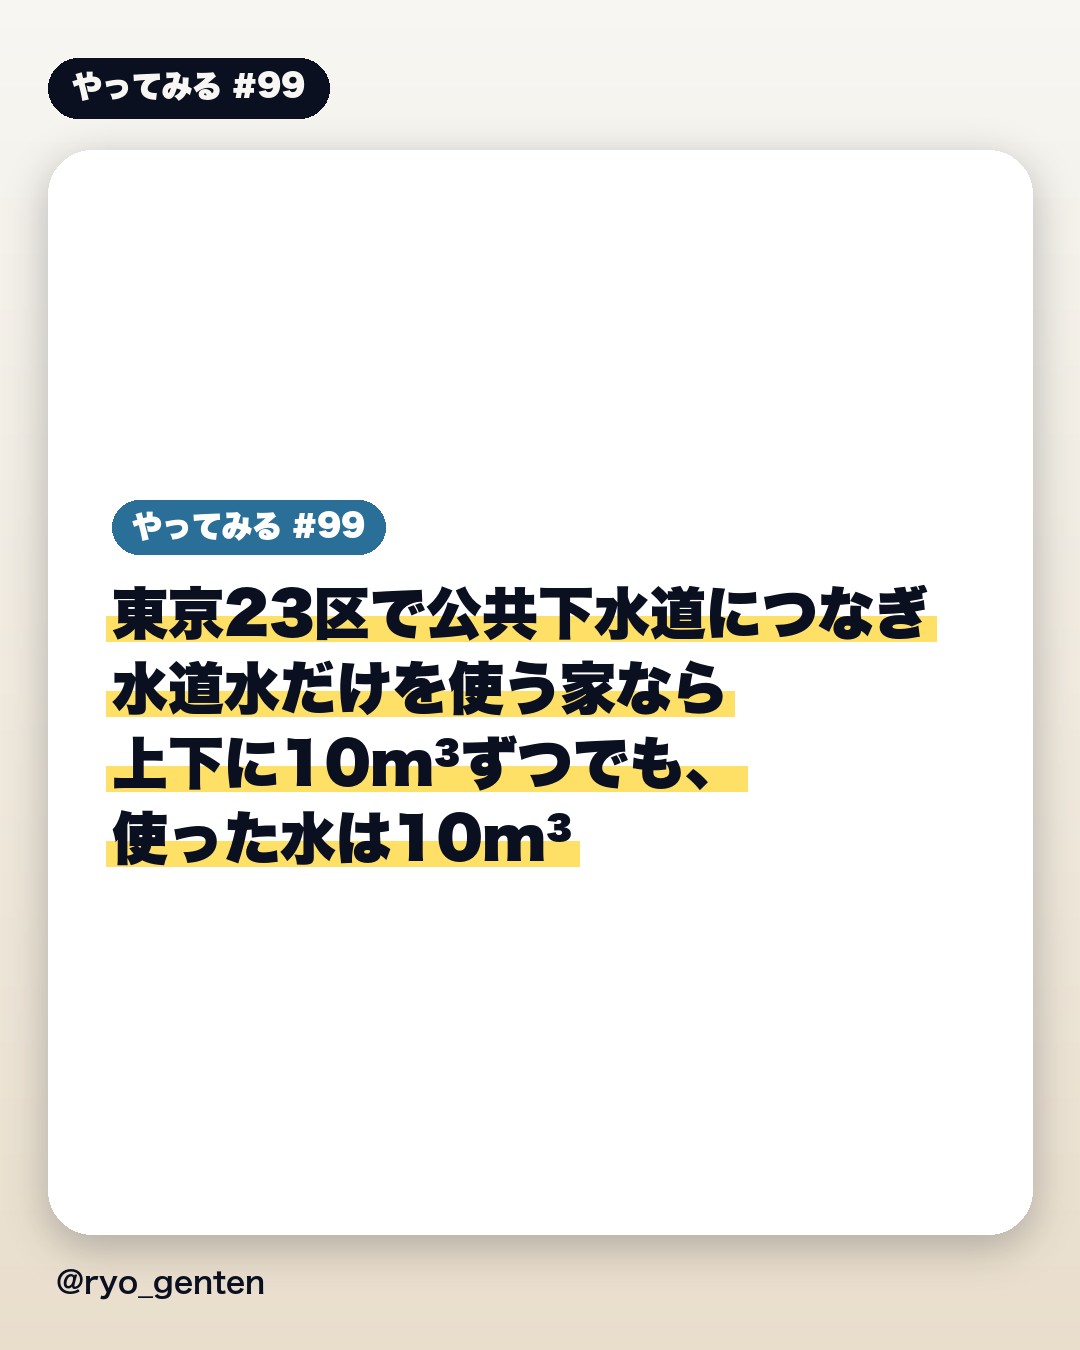 やってみる #99
やってみる #99
東京23区で公共下水道につなぎ
水道水だけを使う家なら
上下に10m³ずつでも、
使った水は10m³
@ryo_genten